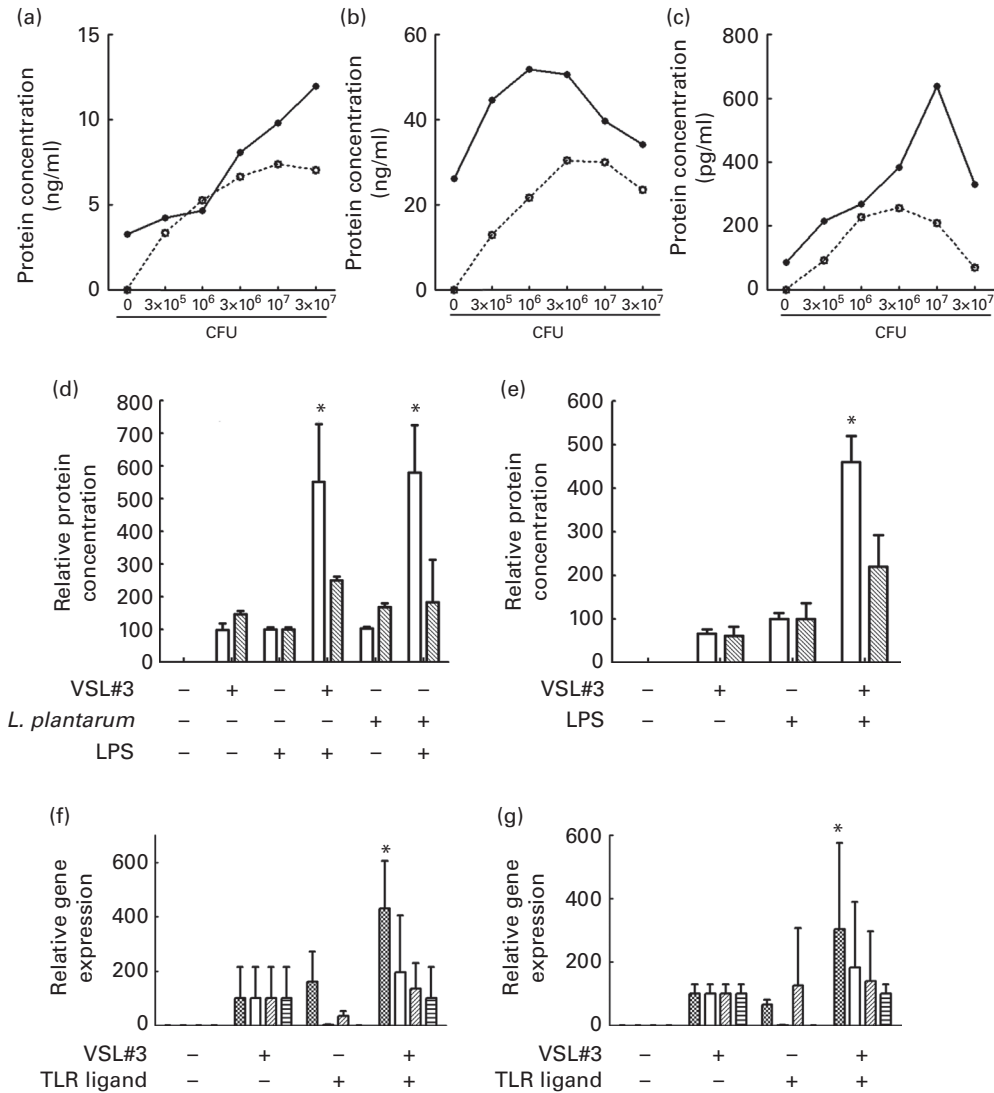 (a)
15
10
5
0
Protein concentration
(ng/ml)
0 3×10⁵ 10⁶ 3×10⁶ 10⁷ 3×10⁷
CFU
(b)
60
40
20
0
Protein concentration
(ng/ml)
0 3×10⁵ 10⁶ 3×10⁶ 10⁷ 3×10⁷
CFU
(c)
800
600
400
200
0
Protein concentration
(pg/ml)
0 3×10⁵ 10⁶ 3×10⁶ 10⁷ 3×10⁷
CFU
(d)
800
700
600
500
400
300
200
100
0
Relative protein
concentration
* *
VSL#3 – + – + – –
L. plantarum – – – – + +
LPS – – + + – +
(e)
600
500
400
300
200
100
0
Relative protein
concentration
*
VSL#3 – + – +
LPS – – + +
(f)
600
400
200
0
Relative gene
expression
*
VSL#3 – + – +
TLR ligand – – + +
(g)
600
400
200
0
Relative gene
expression
*
VSL#3 – + – +
TLR ligand – – + +